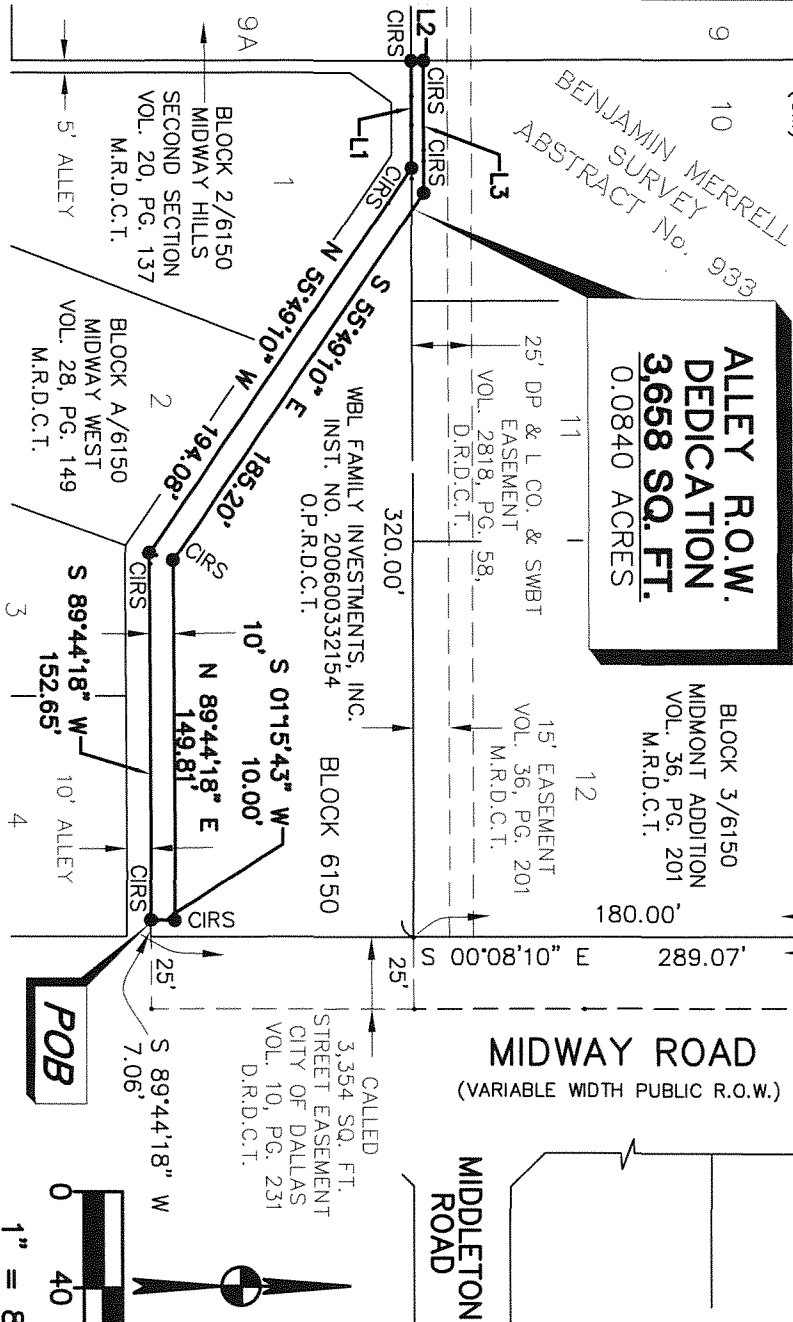 9
10
BENJAMIN MERRELL
SURVEY
ABSTRACT No. 933
ALLEY R.O.W.
DEDICATION
3,658 SQ. FT.
0.0840 ACRES
BLOCK 3/6150
MIDMONT ADDITION
VOL. 36, PG. 201
M.R.D.C.T.
11
12
25' DP & L CO. & SWBT
EASEMENT
VOL. 2818, PG. 58,
D.R.D.C.T.
15' EASEMENT
VOL. 36, PG. 201
M.R.D.C.T.
180.00'
S 00°08'10" E 289.07'
MIDWAY ROAD
(VARIABLE WIDTH PUBLIC R.O.W.)
MIDDLETON
ROAD
L2
CIRS
CIRS
CIRS
L3
L1
CIRS
9A
320.00'
BLOCK 2/6150
MIDWAY HILLS
SECOND SECTION
VOL. 20, PG. 137
M.R.D.C.T.
5' ALLEY
1
N 55°49'10" W
194.08'
S 55°49'10" E
185.20'
WBL FAMILY INVESTMENTS, INC.
INST. NO. 200600332154
O.P.R.D.C.T.
BLOCK 6150
BLOCK A/6150
MIDWAY WEST
VOL. 28, PG. 149
M.R.D.C.T.
2
CIRS
CIRS
10'
S 01°15'43" W
10.00'
N 89°44'18" E
149.81'
S 89°44'18" W
152.65'
3
10' ALLEY
4
CIRS
CIRS
25'
25'
CALLED
3,354 SQ. FT.
STREET EASEMENT
CITY OF DALLAS
VOL. 10, PG. 231
D.R.D.C.T.
S 89°44'18" W
7.06'
POB
0
40
1" = 8